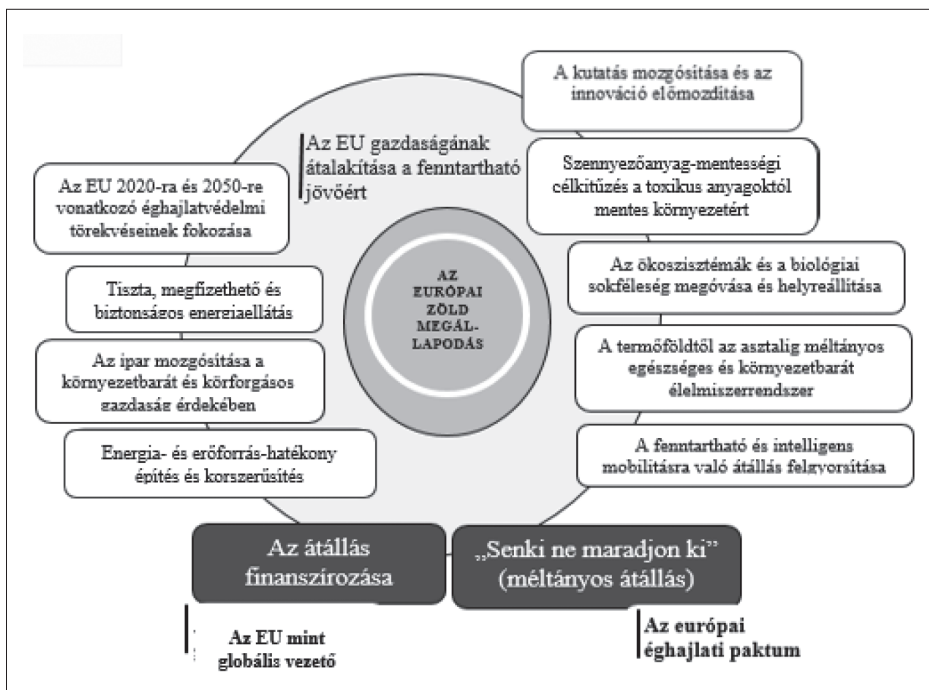 A kutatás mozgósítása és az
innováció előmozdítása
Az EU gazdaságának
átalakítása a fenntartható
jövőért
Szennyezőanyag-mentességi
célkitűzés a toxikus anyagoktól
mentes környezetért
Az EU 2020-ra és 2050-re
vonatkozó éghajlatvédelmi
törekvéseinek fokozása
Az ökoszisztémák és a biológiai
sokféleség megóvása és helyreállítása
Tiszta, megfizethető és
biztonságos energiaellátás
AZ
EURÓPAI
ZÖLD
MEGÁL-
LAPODÁS
A termőföldtől az asztalig méltányos
egészséges és környezetbarát
élelmiszerrendszer
Az ipar mozgósítása a
környezetbarát és körforgásos
gazdaság érdekében
A fenntartható és intelligens
mobilitásra való átállás felgyorsítása
Energia- és erőforrás-hatékony
építés és korszerűsítés
Az átállás
finanszírozása
„Senki ne maradjon ki”
(méltányos átállás)
Az EU mint
globális vezető
Az európai
éghajlati paktum